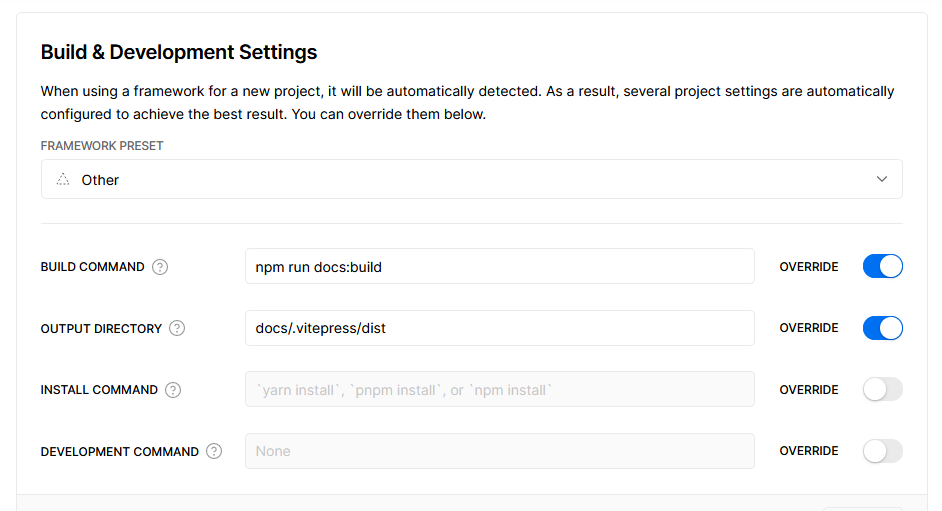 Build & Development Settings
When using a framework for a new project, it will be automatically detected. As a result, several project settings are automatically
configured to achieve the best result. You can override them below.
FRAMEWORK PRESET
Other
BUILD COMMAND ? npm run docs:build OVERRIDE
OUTPUT DIRECTORY ? docs/.vitepress/dist OVERRIDE
INSTALL COMMAND ? `yarn install`, `pnpm install`, or `npm install` OVERRIDE
DEVELOPMENT COMMAND ? None OVERRIDE